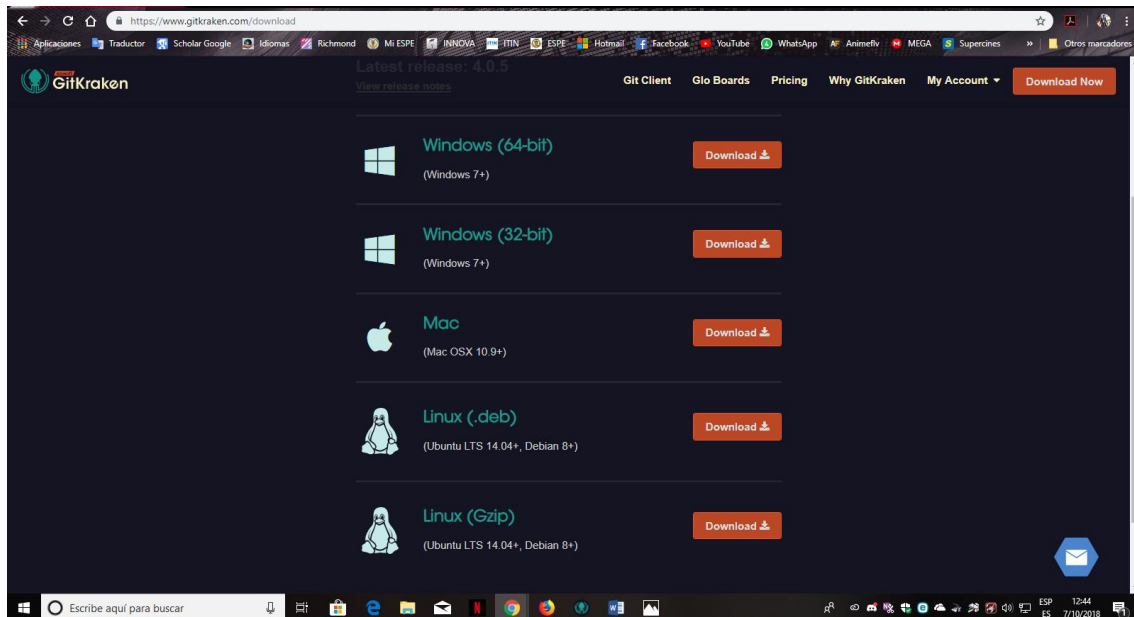 https://www.gitkraken.com/download
Aplicaciones Traductor Scholar Google Idiomas Richmond Mi ESPE INNOVA ITIN ESPE Hotmail Facebook YouTube WhatsApp Animeflv MEGA Supercines » Otros marcadores
Latest release: 4.0.5
View release notes
GitKraken
Git Client Glo Boards Pricing Why GitKraken My Account Download Now
Windows (64-bit)
(Windows 7+)
Download
Windows (32-bit)
(Windows 7+)
Download
Mac
(Mac OSX 10.9+)
Download
Linux (.deb)
(Ubuntu LTS 14.04+, Debian 8+)
Download
Linux (Gzip)
(Ubuntu LTS 14.04+, Debian 8+)
Download
Escribe aquí para buscar
ESP
ES
12:44
7/10/2018